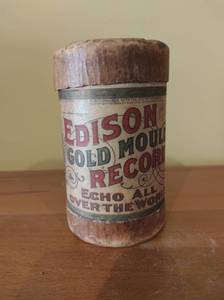 EDISON
GOLD MOUL
RECOR
ECHO ALL
OVER THE WOR